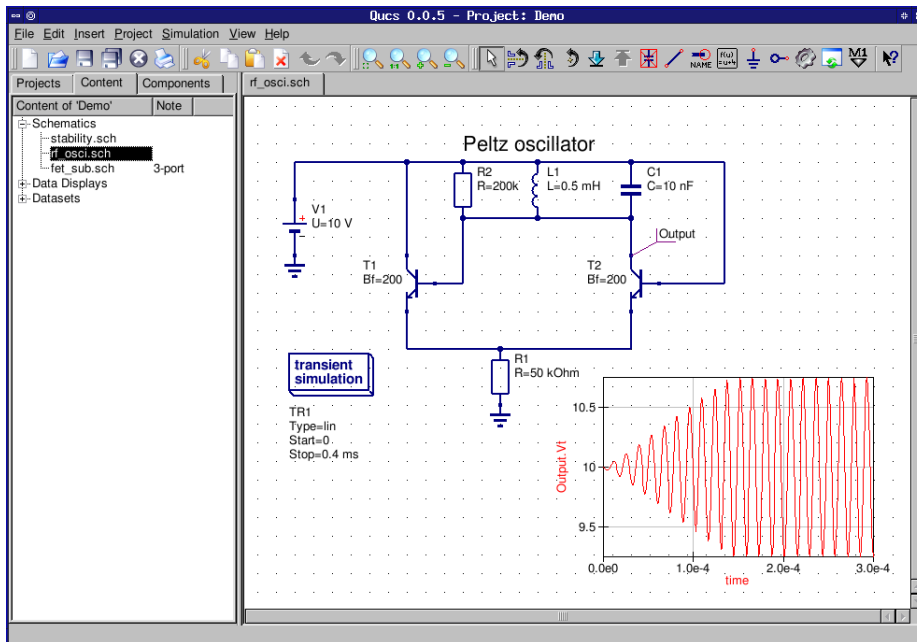 Qucs 0.0.5 - Project: Demo
File Edit Insert Project Simulation View Help
NAME
f(u)
=u+4
M1
Projects Content Components
rf_osci.sch
Content of 'Demo' Note
Schematics
stability.sch
rf_osci.sch
fet_sub.sch 3-port
Data Displays
Datasets
Peltz oscillator
R2
R=200k
L1
L=0.5 mH
C1
C=10 nF
V1
U=10 V
Output
T1
Bf=200
T2
Bf=200
R1
R=50 kOhm
transient
simulation
TR1
Type=lin
Start=0
Stop=0.4 ms
Output.Vt
10.5
10
9.5
0.0e0 1.0e-4 2.0e-4 3.0e-4
time